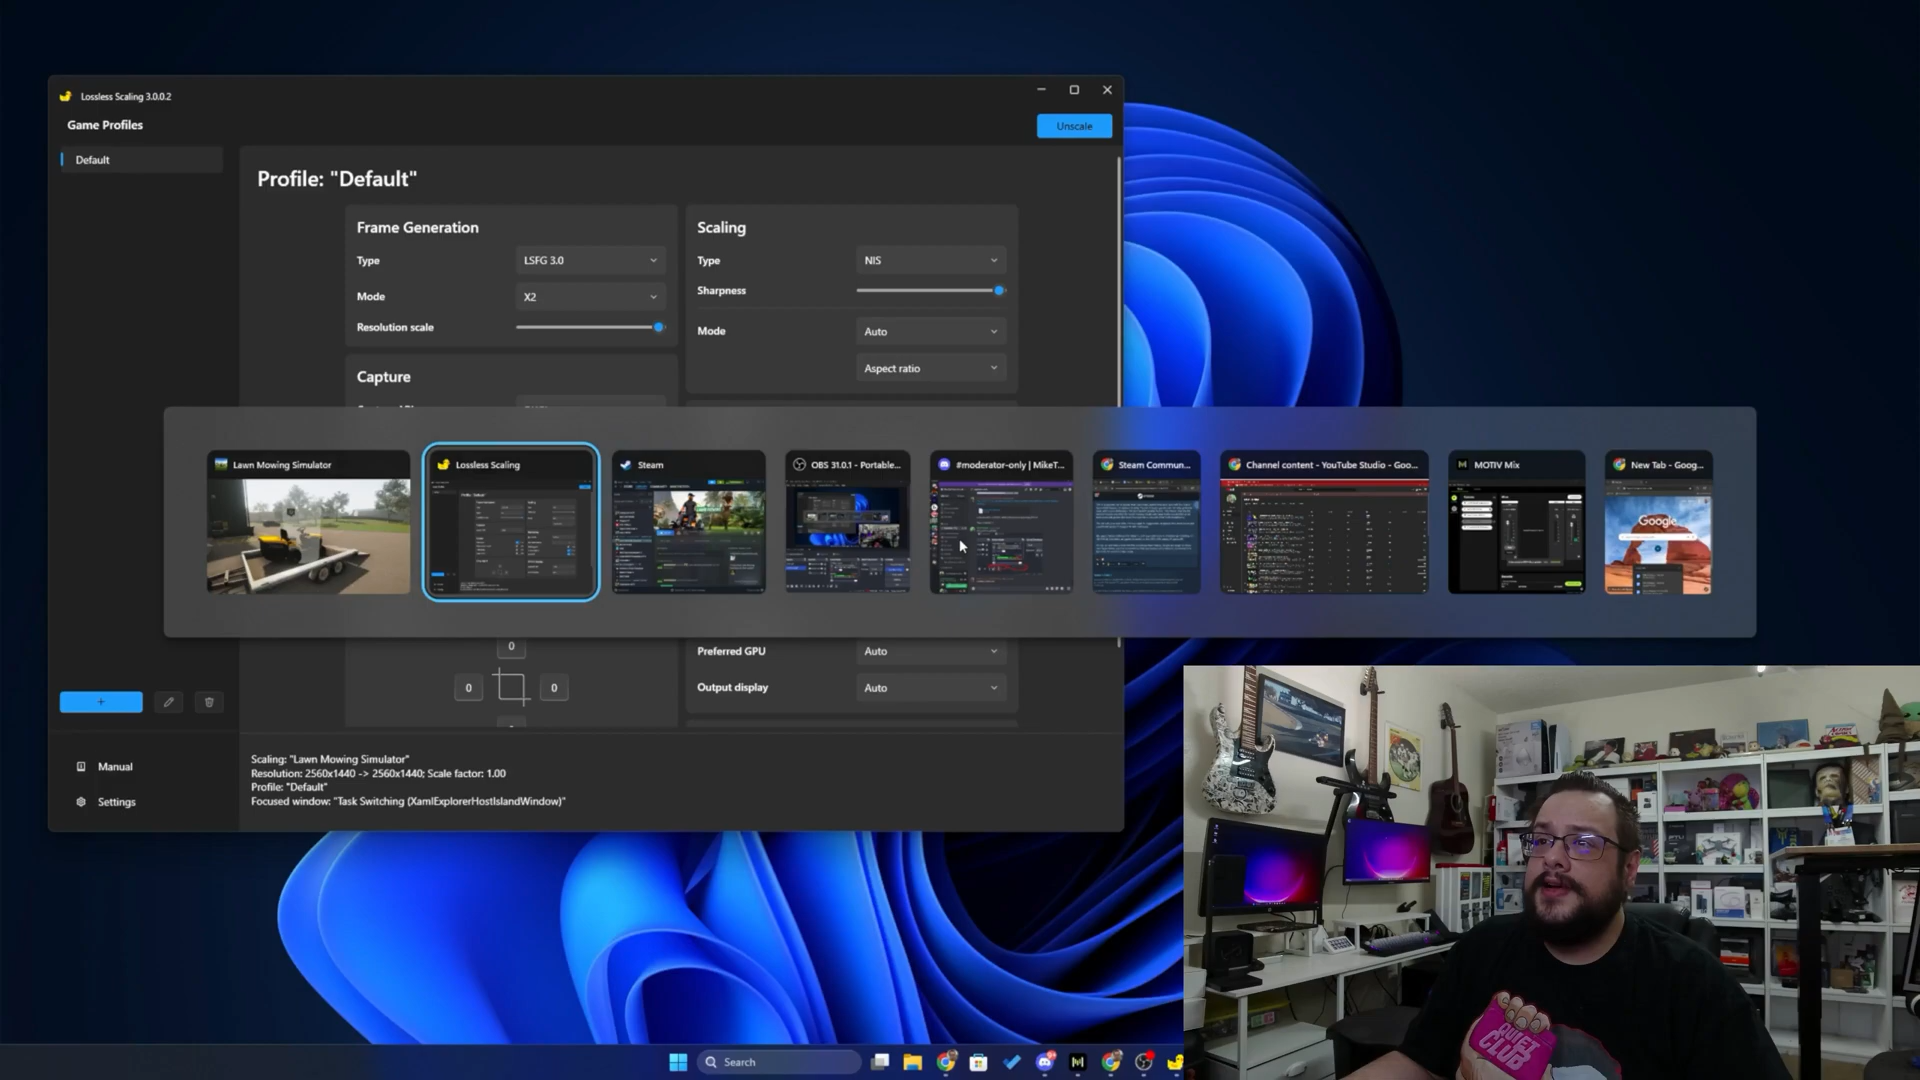 Lossless Scaling 3.0.0.2
Game Profiles
Unscale
Default
Profile: "Default"
Frame Generation
Type
LSFG 3.0
Mode
X2
Resolution scale
Scaling
Type
NIS
Sharpness
Mode
Auto
Aspect ratio
Capture
Lawn Mowing Simulator
Lossless Scaling
Steam
OBS 31.0.1 - Portable...
#moderator-only | MikeT...
Steam Commun...
Channel content - YouTube Studio - Goo...
MOTIV Mix
New Tab - Goog...
Google
0
0
0
Preferred GPU
Auto
Output display
Auto
+
Manual
Settings
Scaling: "Lawn Mowing Simulator"
Resolution: 2560x1440 -> 2560x1440; Scale factor: 1.00
Profile: "Default"
Focused window: "Task Switching (XamlExplorerHostIslandWindow)"
Search
QUIET
CLUB